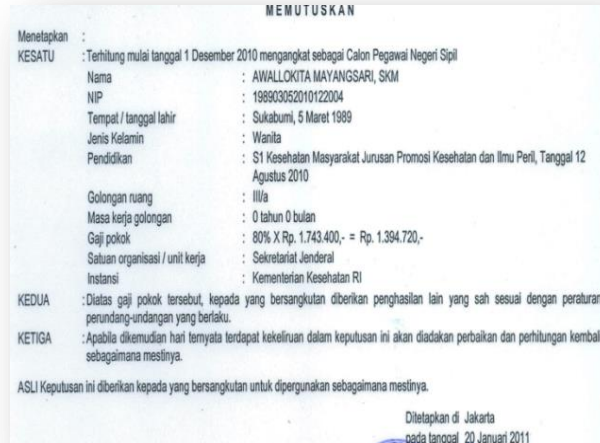 MEMUTUSKAN
Menetapkan :
KESATU : Terhitung mulai tanggal 1 Desember 2010 mengangkat sebagai Calon Pegawai Negeri Sipil
Nama : AWALLOKITA MAYANGSARI, SKM
NIP : 198903052010122004
Tempat / tanggal lahir : Sukabumi, 5 Maret 1989
Jenis Kelamin : Wanita
Pendidikan : S1 Kesehatan Masyarakat Jurusan Promosi Kesehatan dan Ilmu Peril, Tanggal 12
Agustus 2010
Golongan ruang : III/a
Masa kerja golongan : 0 tahun 0 bulan
Gaji pokok : 80% X Rp. 1.743.400,- = Rp. 1.394.720,-
Satuan organisasi / unit kerja : Sekretariat Jenderal
Instansi : Kementerian Kesehatan RI
KEDUA : Diatas gaji pokok tersebut, kepada yang bersangkutan diberikan penghasilan lain yang sah sesuai dengan peraturan
perundang-undangan yang berlaku.
KETIGA : Apabila dikemudian hari ternyata terdapat kekeliruan dalam keputusan ini akan diadakan perbaikan dan perhitungan kembali
sebagaimana mestinya.
ASLI Keputusan ini diberikan kepada yang bersangkutan untuk dipergunakan sebagaimana mestinya.
Ditetapkan di Jakarta
pada tanggal 20 Januari 2011